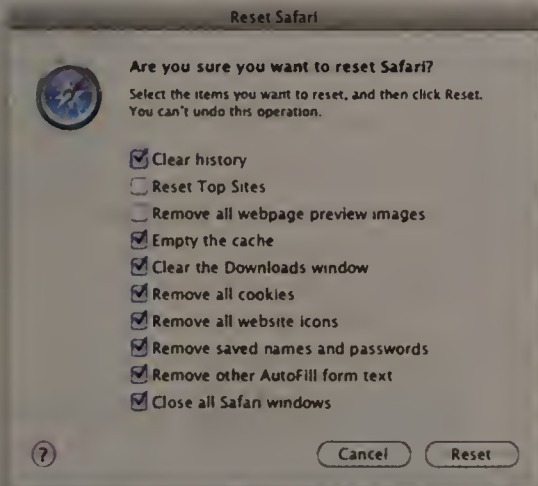 Reset Safari
Are you sure you want to reset Safari?
Select the items you want to reset, and then click Reset.
You can't undo this operation.
Clear history
Reset Top Sites
Remove all webpage preview images
Empty the cache
Clear the Downloads window
Remove all cookies
Remove all website icons
Remove saved names and passwords
Remove other AutoFill form text
Close all Safari windows
?
Cancel
Reset